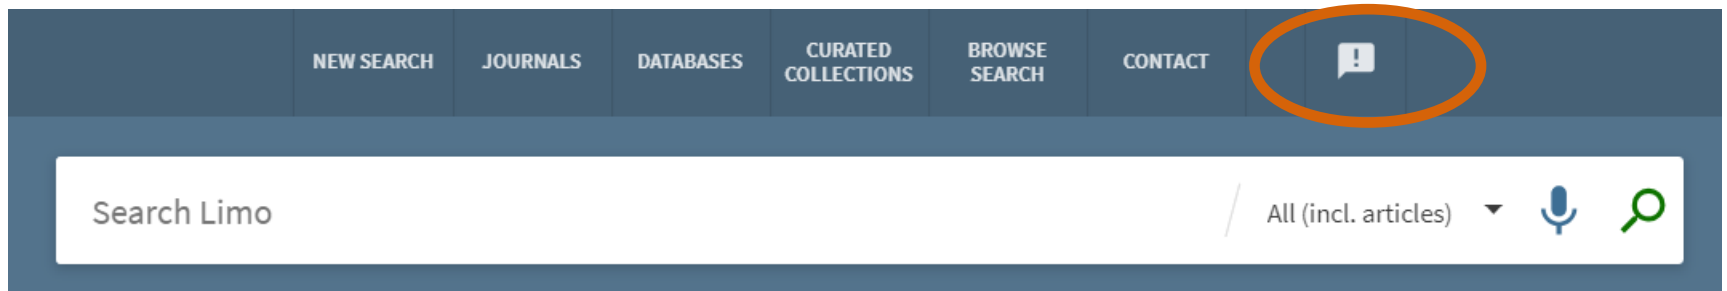 NEW SEARCH
JOURNALS
DATABASES
CURATED
COLLECTIONS
BROWSE
SEARCH
CONTACT
!
Search Limo
All (incl. articles)